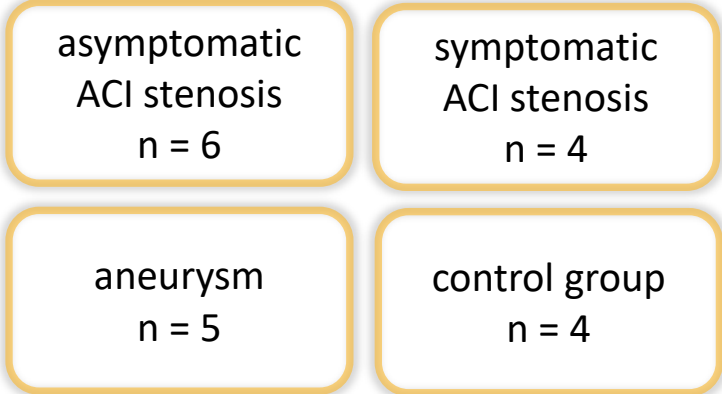 asymptomatic
ACI stenosis
n = 6
symptomatic
ACI stenosis
n = 4
aneurysm
n = 5
control group
n = 4